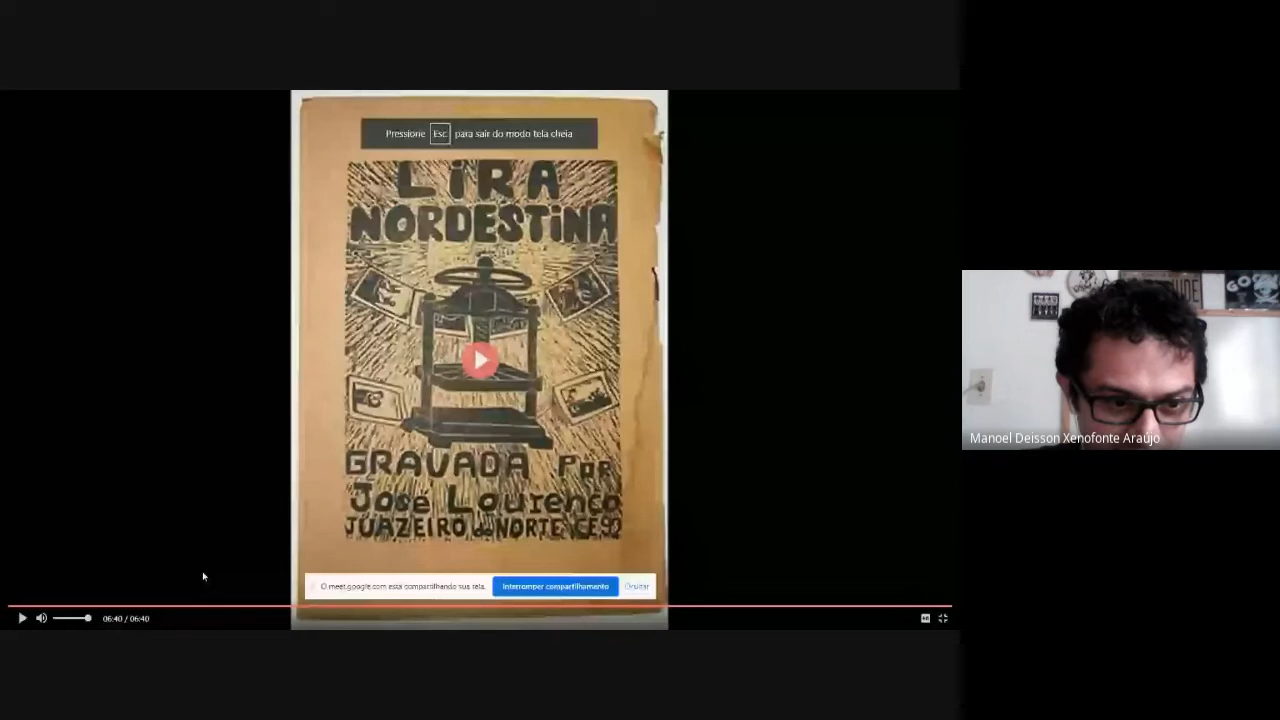 Pressione Esc para sair do modo tela cheia
LiRA
NORDESTiNA
GRAVADA POR
José Lourenço
JUAZEIRO do NORTE CE 92
O meet.google.com está compartilhando sua tela.
Interromper compartilhamento
Ocultar
06:40 / 06:40
Manoel Deisson Xenofonte Araújo